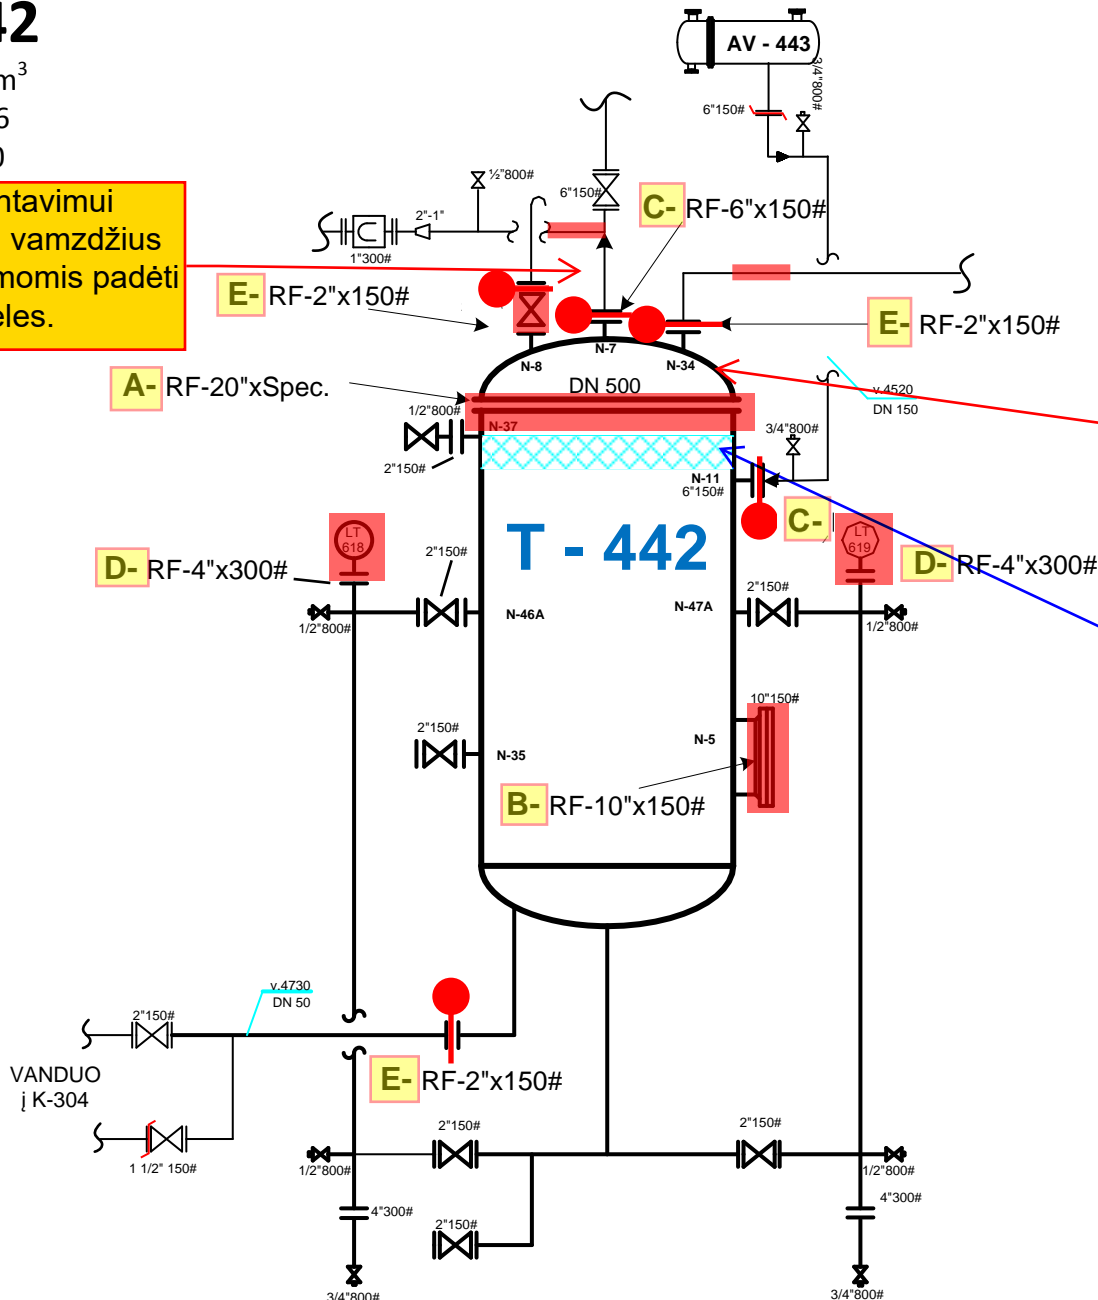 42
m³
6
0
ntavimui
vamzdžius
momis padėti
eles.
AV - 443
3/4"800#
6"150#
½"800#
2"-1"
1"300#
6"150#
C- RF-6"x150#
E- RF-2"x150#
E- RF-2"x150#
N-8
N-7
N-34
DN 500
A- RF-20"xSpec.
v.4520
DN 150
1/2"800#
N-37
2"150#
3/4"800#
N-11
6"150#
C-
T - 442
LT
618
LT
619
D- RF-4"x300#
D- RF-4"x300#
2"150#
2"150#
N-46A
N-47A
1/2"800#
1/2"800#
2"150#
N-35
10"150#
N-5
B- RF-10"x150#
v.4730
DN 50
2"150#
VANDUO
į K-304
E- RF-2"x150#
1 1/2" 150#
2"150#
2"150#
1/2"800#
1/2"800#
4"300#
4"300#
2"150#
3/4"800#
3/4"800#